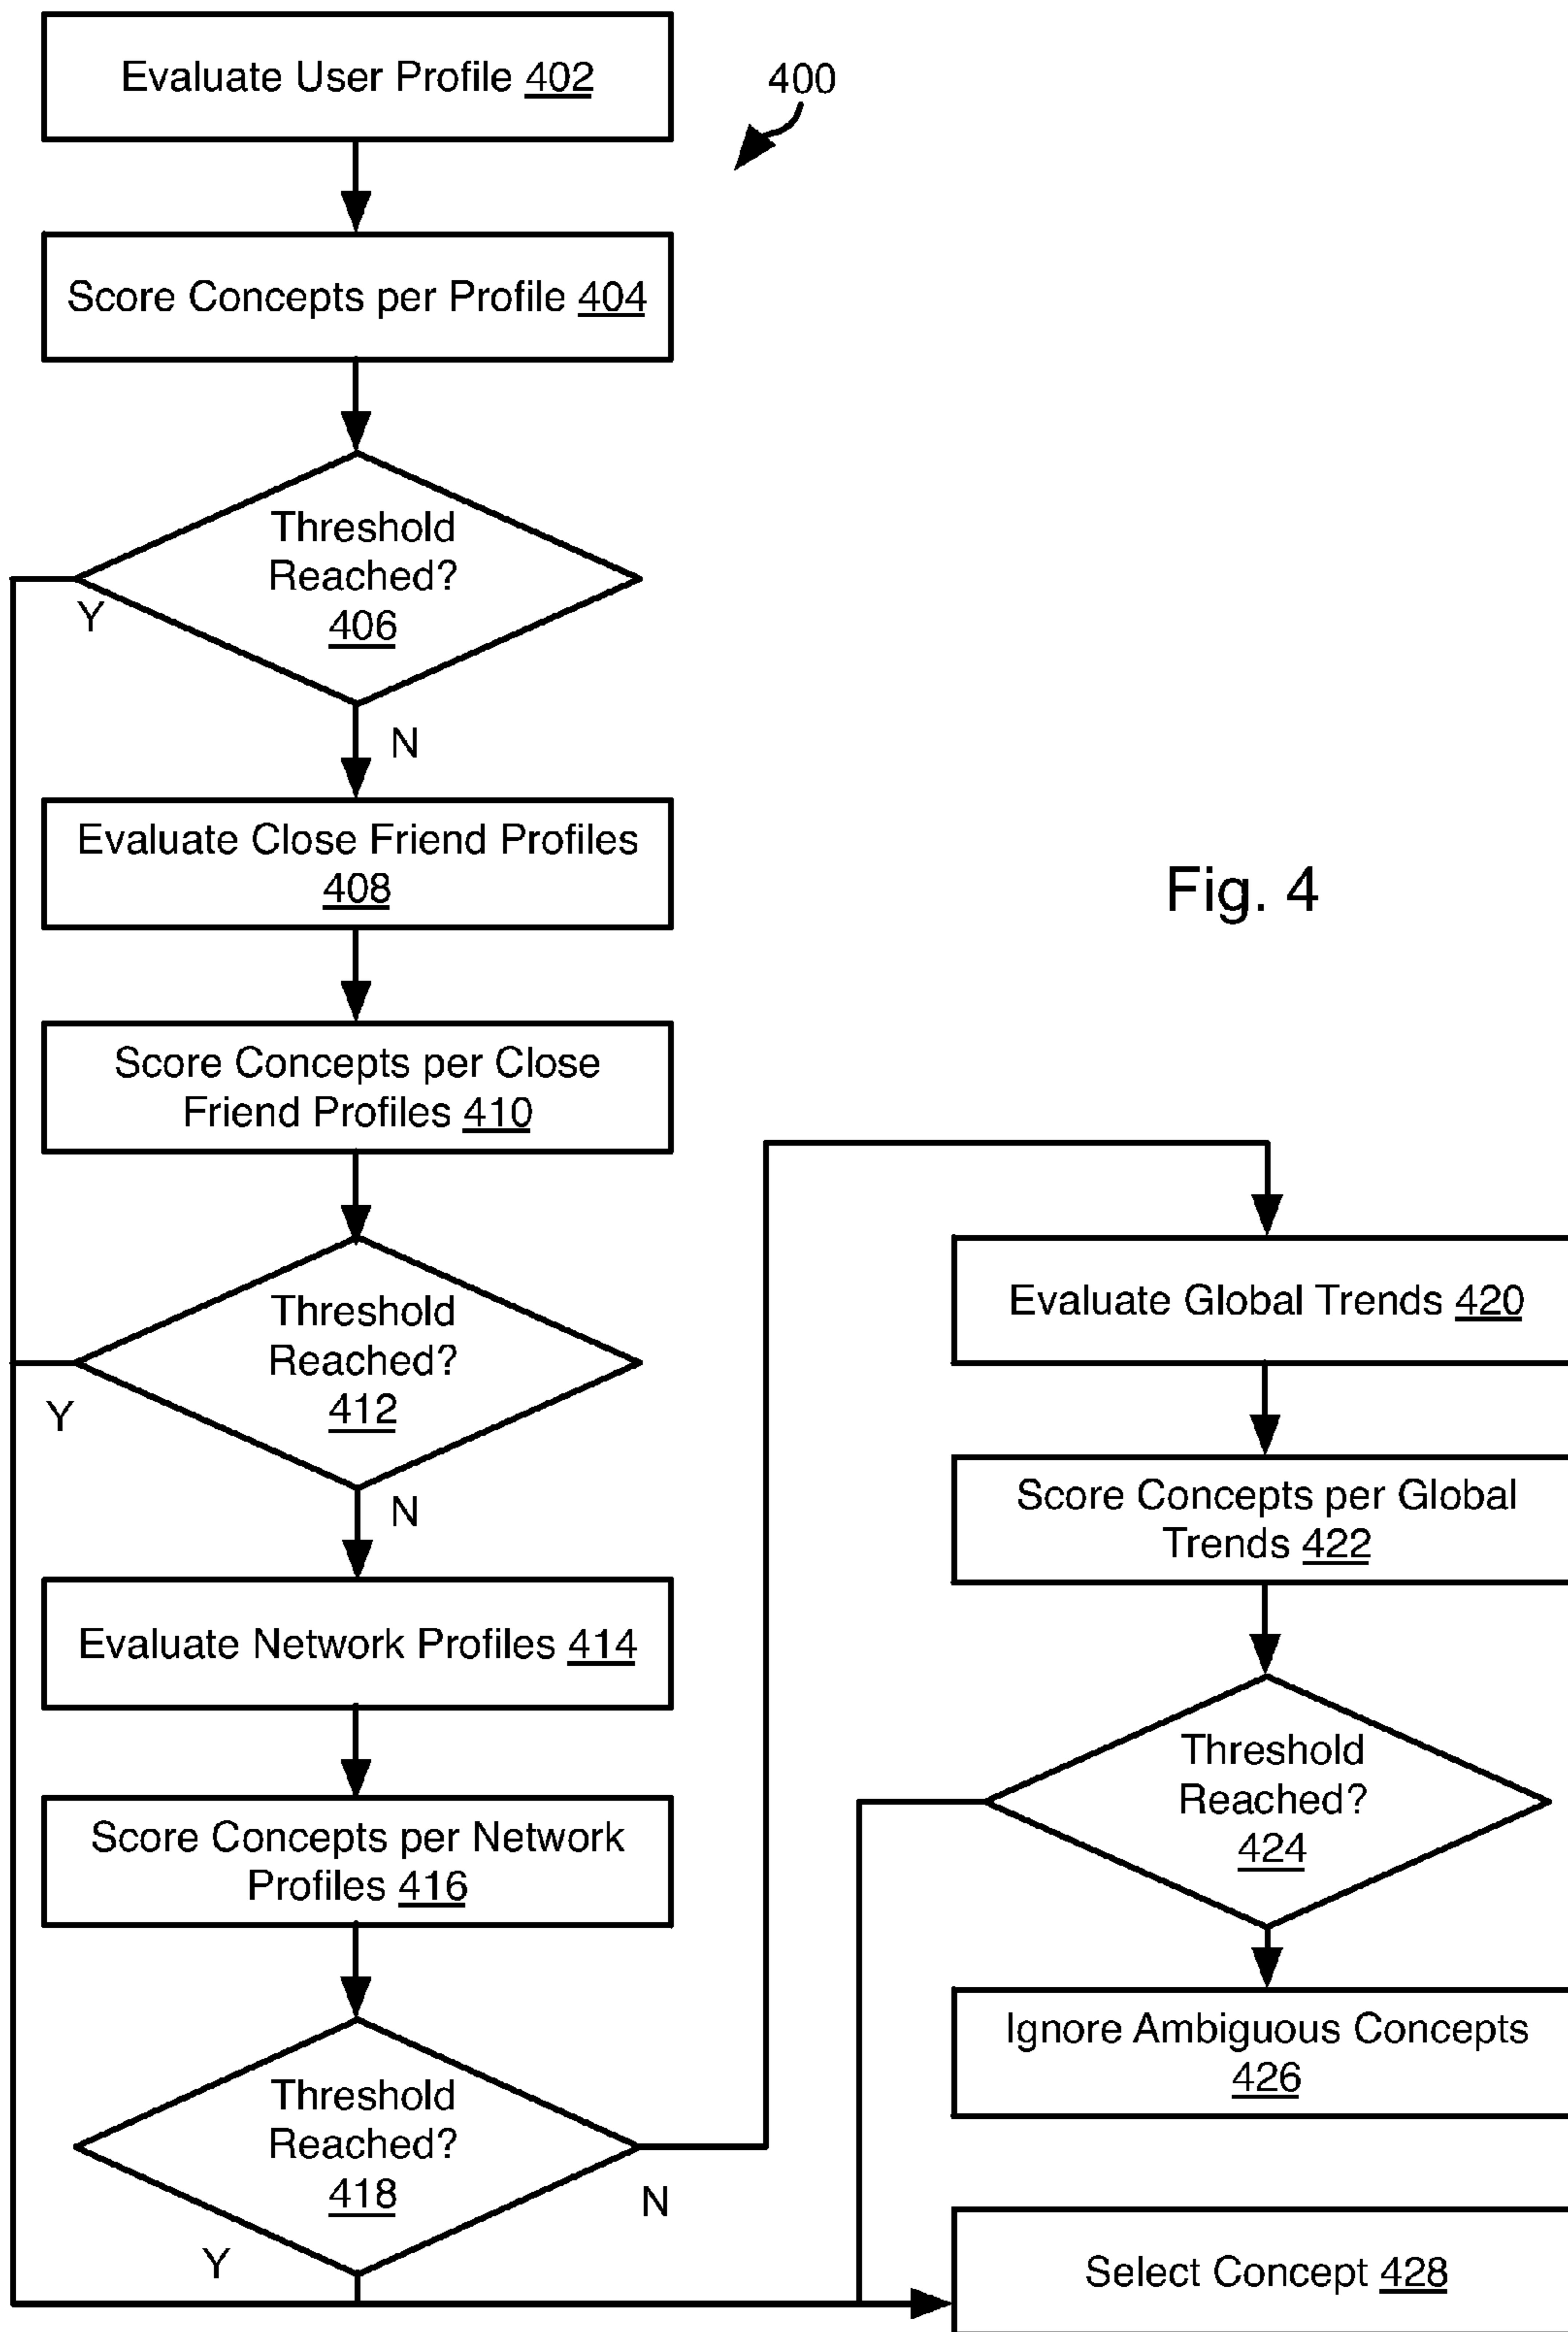 Evaluate User Profile 402
400
Score Concepts per Profile 404
Threshold
Reached?
406
Y
N
Evaluate Close Friend Profiles
408
Fig. 4
Score Concepts per Close
Friend Profiles 410
Threshold
Reached?
412
Y
N
Evaluate Network Profiles 414
Score Concepts per Network
Profiles 416
Threshold
Reached?
418
Y
N
Evaluate Global Trends 420
Score Concepts per Global
Trends 422
Threshold
Reached?
424
Ignore Ambiguous Concepts
426
Select Concept 428